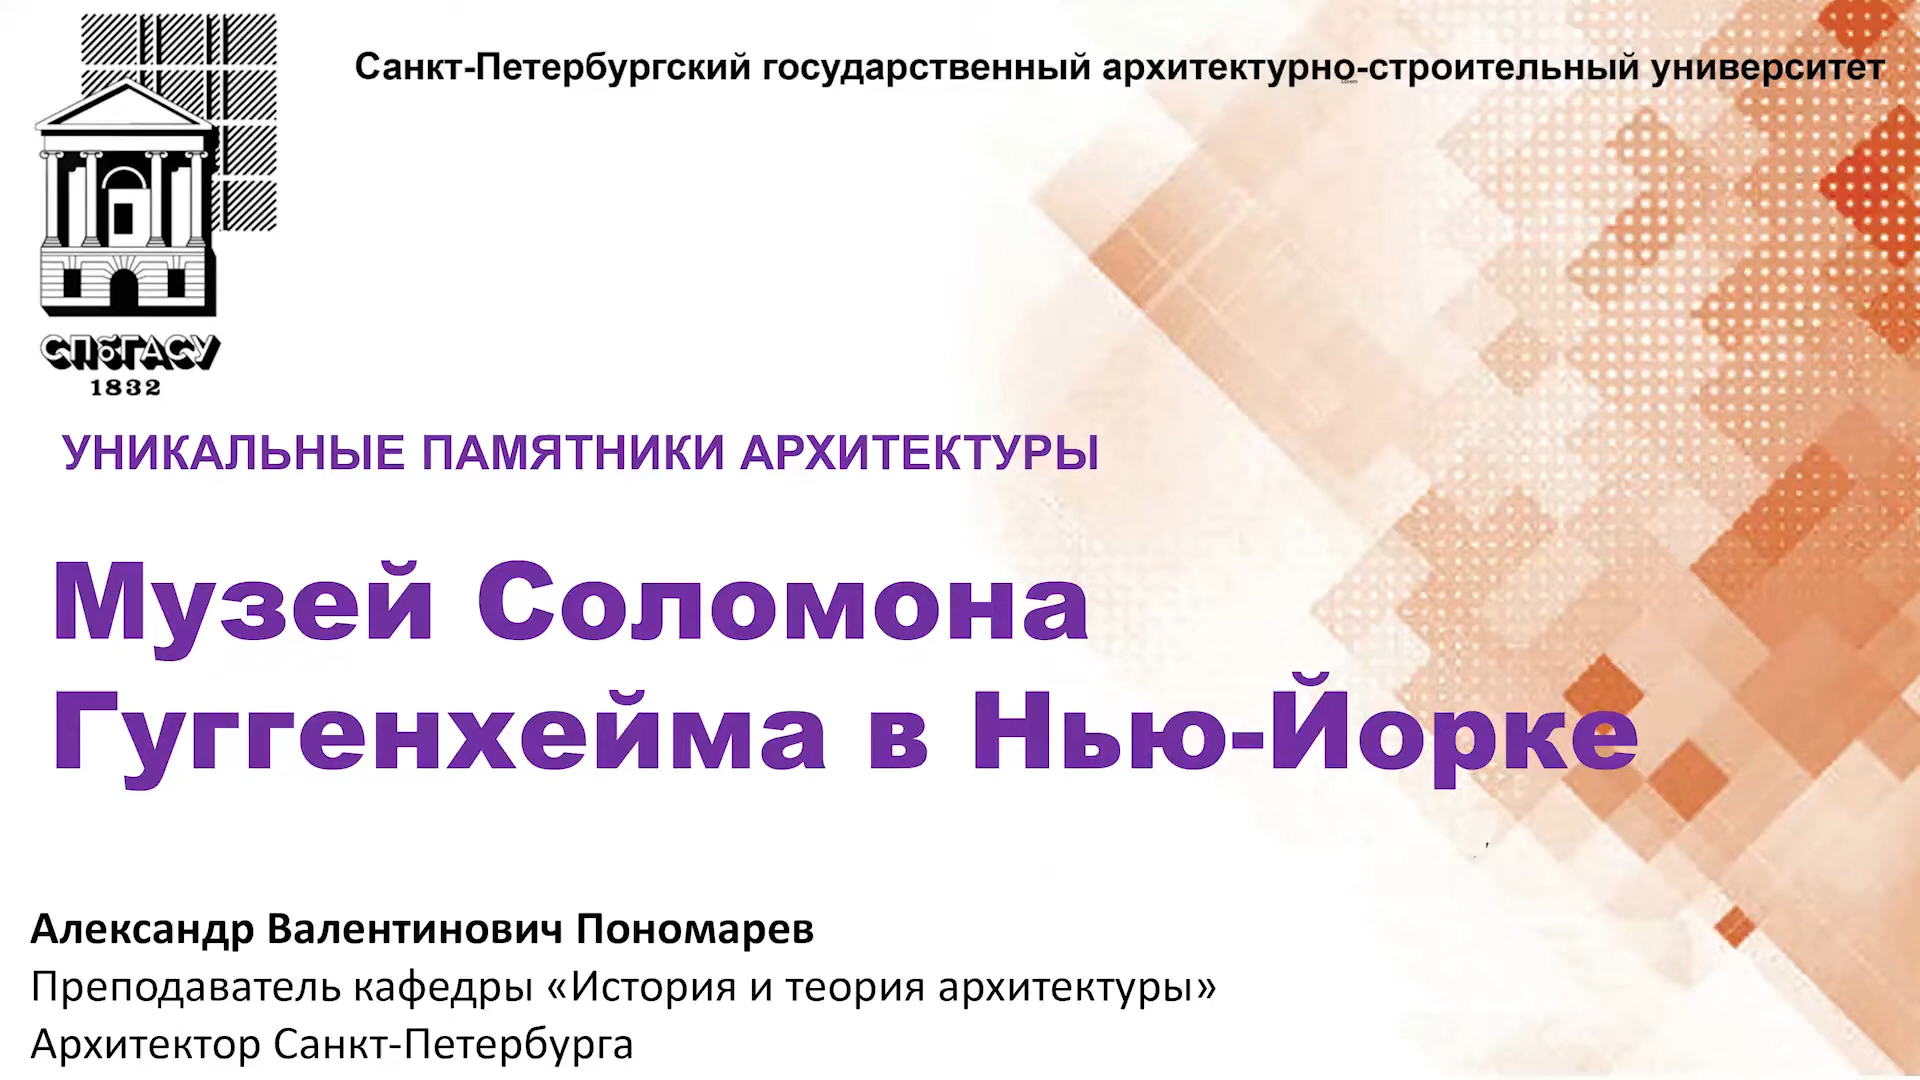 Санкт-Петербургский государственный архитектурно-строительный университет
СПбГАСУ
1832
УНИКАЛЬНЫЕ ПАМЯТНИКИ АРХИТЕКТУРЫ
Музей Соломона
Гуггенхейма в Нью-Йорке
Александр Валентинович Пономарев
Преподаватель кафедры «История и теория архитектуры»
Архитектор Санкт-Петербурга